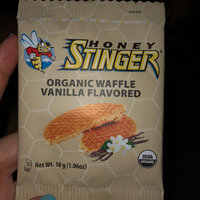 HONEY
STINGER
ORGANIC WAFFLE
VANILLA FLAVORED
Net Wt. 30 g (1.06oz)
USDA
ORGANIC